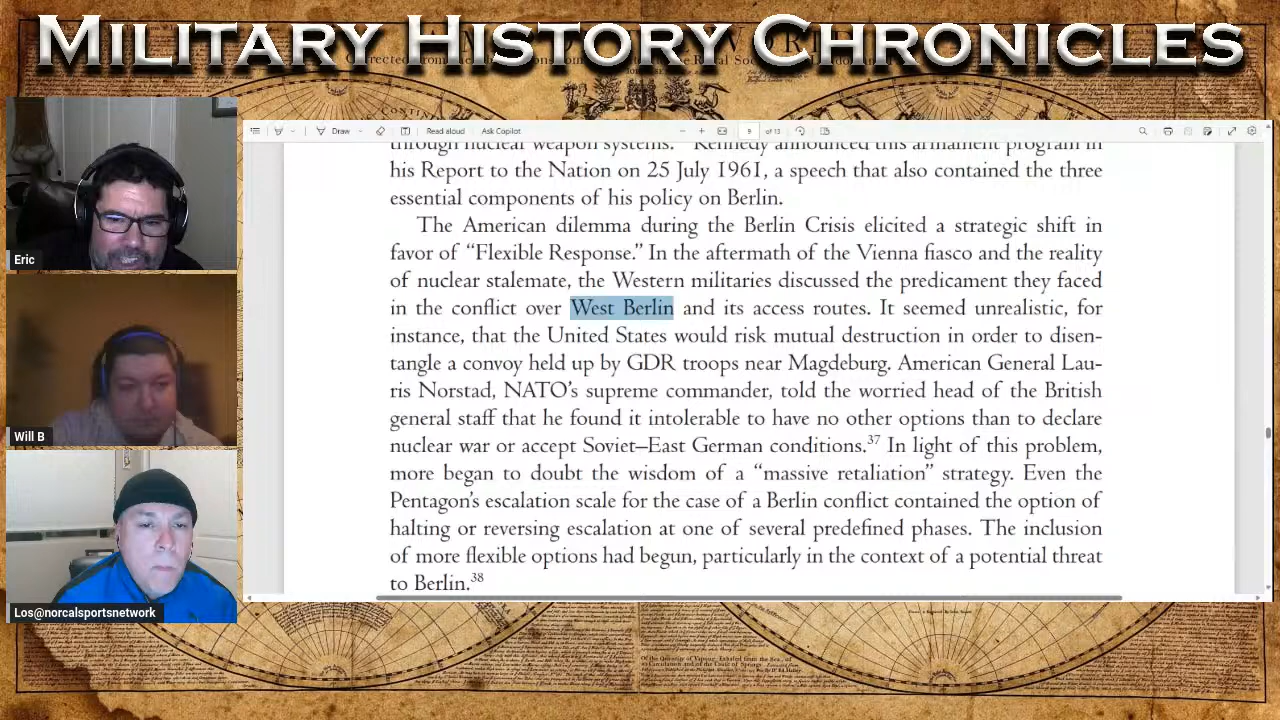 MILITARY HISTORY CHRONICLES
Draw
Read aloud
Ask Copilot
9 of 13
through nuclear weapon systems. Kennedy announced this armament program in
his Report to the Nation on 25 July 1961, a speech that also contained the three
essential components of his policy on Berlin.
The American dilemma during the Berlin Crisis elicited a strategic shift in
favor of “Flexible Response.” In the aftermath of the Vienna fiasco and the reality
of nuclear stalemate, the Western militaries discussed the predicament they faced
in the conflict over West Berlin and its access routes. It seemed unrealistic, for
instance, that the United States would risk mutual destruction in order to disen-
tangle a convoy held up by GDR troops near Magdeburg. American General Lau-
ris Norstad, NATO’s supreme commander, told the worried head of the British
general staff that he found it intolerable to have no other options than to declare
nuclear war or accept Soviet–East German conditions.37 In light of this problem,
more began to doubt the wisdom of a “massive retaliation” strategy. Even the
Pentagon’s escalation scale for the case of a Berlin conflict contained the option of
halting or reversing escalation at one of several predefined phases. The inclusion
of more flexible options had begun, particularly in the context of a potential threat
to Berlin.38
Eric
Will B
Los@norcalsportsnetwork